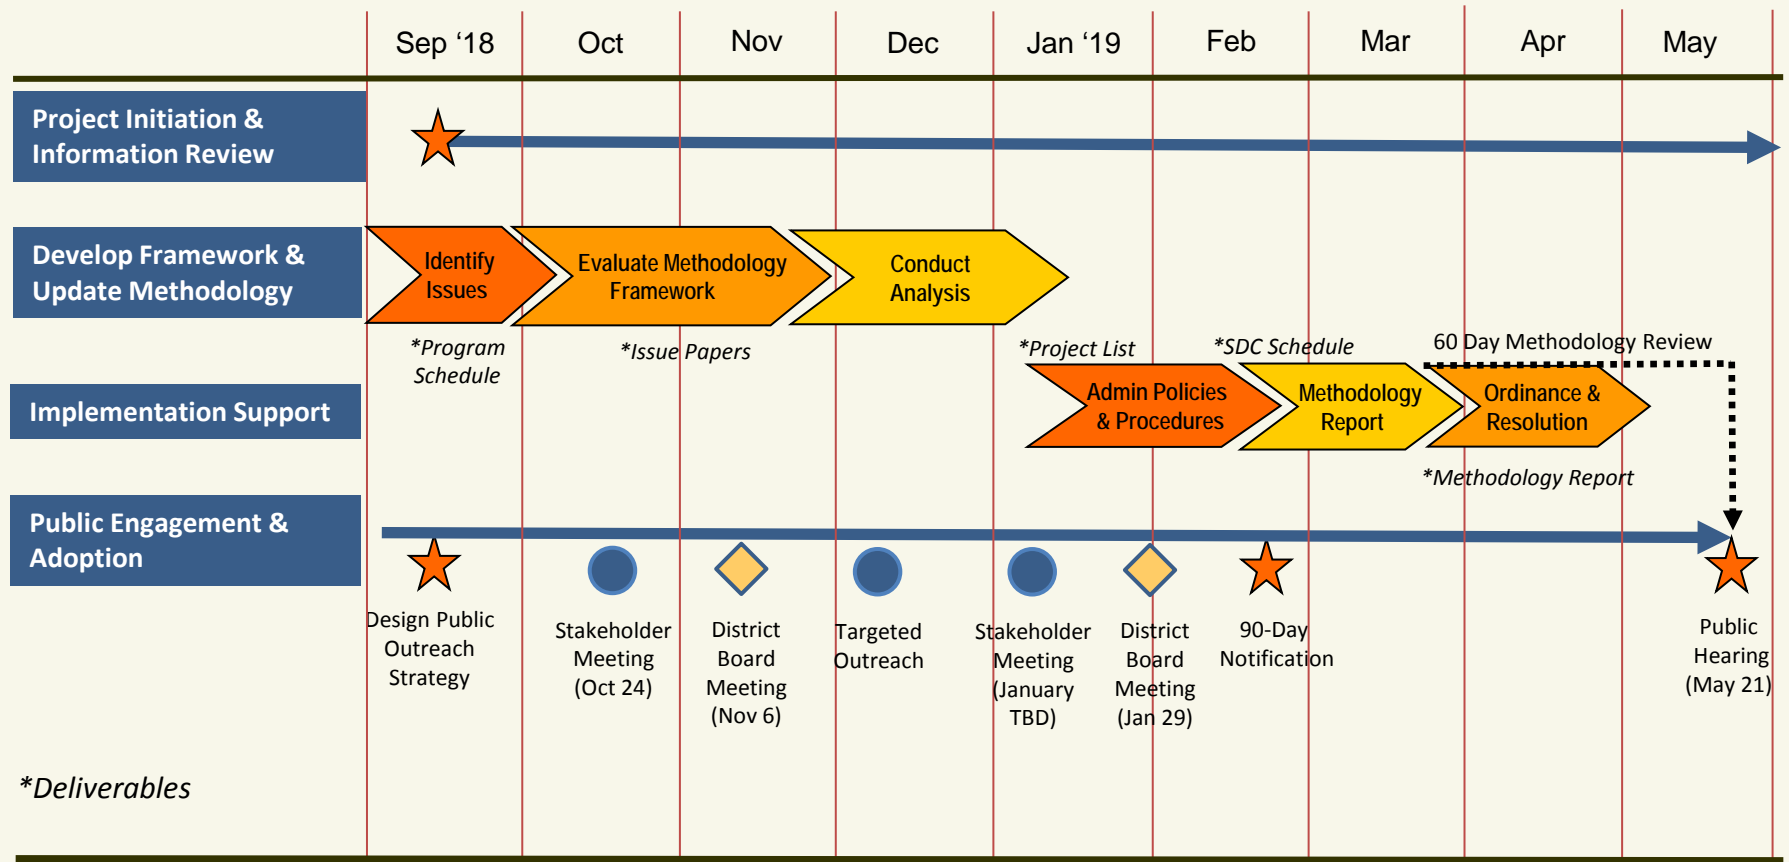 Sep ‘18
Oct
Nov
Dec
Jan ‘19
Feb
Mar
Apr
May
Project Initiation &
Information Review
Develop Framework &
Update Methodology
Identify
Issues
Evaluate Methodology
Framework
Conduct
Analysis
*Program
Schedule
*Issue Papers
*Project List
*SDC Schedule
60 Day Methodology Review
Implementation Support
Admin Policies
& Procedures
Methodology
Report
Ordinance &
Resolution
*Methodology Report
Public Engagement &
Adoption
Design Public
Outreach
Strategy
Stakeholder
Meeting
(Oct 24)
District
Board
Meeting
(Nov 6)
Targeted
Outreach
Stakeholder
Meeting
(January
TBD)
District
Board
Meeting
(Jan 29)
90-Day
Notification
Public
Hearing
(May 21)
*Deliverables